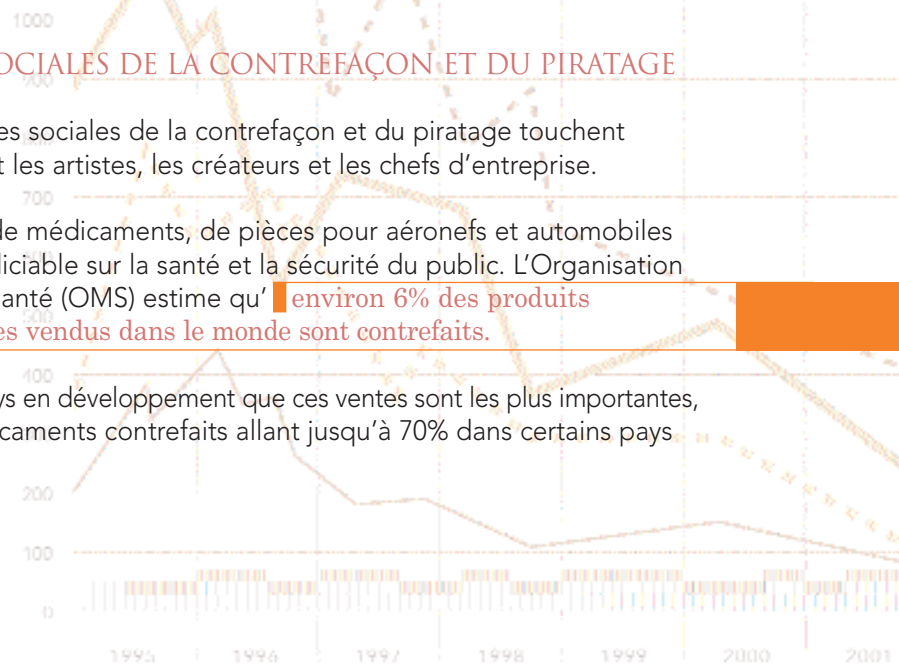 1000
OCIALES DE LA CONTREFAÇON ET DU PIRATAGE
es sociales de la contrefaçon et du piratage touchent
t les artistes, les créateurs et les chefs d’entreprise.
700
de médicaments, de pièces pour aéronefs et automobiles
diciable sur la santé et la sécurité du public. L’Organisation
anté (OMS) estime qu’ environ 6% des produits
es vendus dans le monde sont contrefaits.
400
ys en développement que ces ventes sont les plus importantes,
caments contrefaits allant jusqu’à 70% dans certains pays
200
100
0
1995 1996 1997 1998 1999 2000 2001